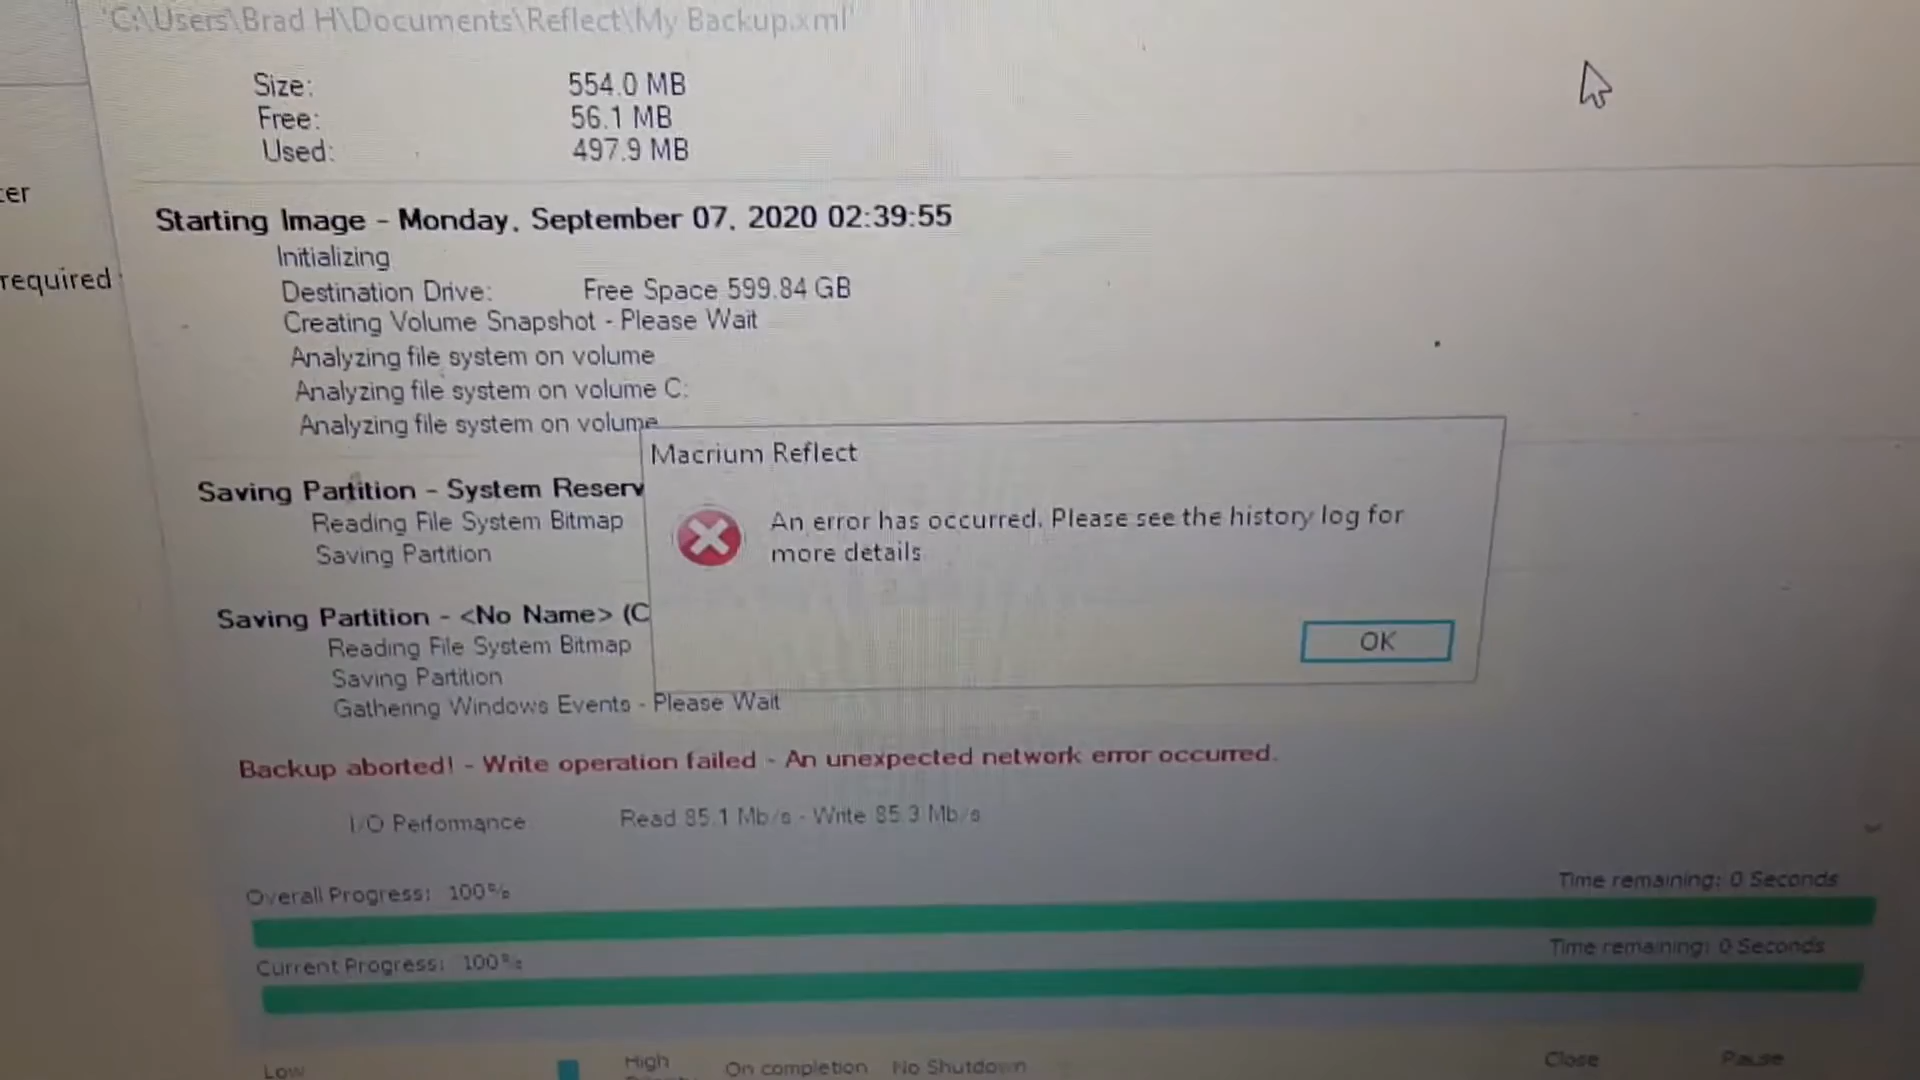 'C:\Users\Brad H\Documents\Reflect\My Backup.xml'
Size: 554.0 MB
Free: 56.1 MB
Used: 497.9 MB
ter
required
Starting Image - Monday, September 07, 2020 02:39:55
Initializing
Destination Drive: Free Space 599.84 GB
Creating Volume Snapshot - Please Wait
Analyzing file system on volume
Analyzing file system on volume C:
Analyzing file system on volume
Saving Partition - System Reserv
Reading File System Bitmap
Saving Partition
Saving Partition - <No Name> (C
Reading File System Bitmap
Saving Partition
Gathering Windows Events - Please Wait
Macrium Reflect
An error has occurred. Please see the history log for
more details.
OK
Backup aborted! - Write operation failed - An unexpected network error occurred.
I/O Performance Read 85.1 Mb/s - Write 85.3 Mb/s
Overall Progress: 100% Time remaining: 0 Seconds
Current Progress: 100% Time remaining: 0 Seconds
Low High On completion No Shutdown Close Pause